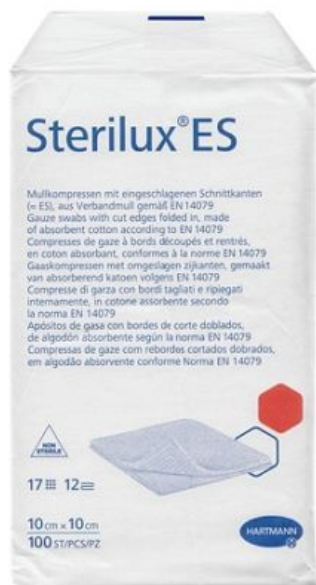 Sterilux® ES
Mullkompressen mit eingeschlagenen Schnittkanten
(= ES), aus Verbandmull gemäß EN 14079
Gauze swabs with cut edges folded in, made
of absorbent cotton according to EN 14079
Compresses de gaze à bords découpés et rentrés,
en coton absorbant, conformes à la norme EN 14079
Gaaskompressen met omgeslagen zijkanten, gemaakt
van absorberend katoen volgens EN 14079
Compresse di garza con bordi tagliati e ripiegati
internamente, in cotone assorbente secondo
la norma EN 14079
Apósitos de gasa con bordes de corte doblados,
de algodón absorbente según la norma EN 14079
Compressas de gaze com rebordos cortados dobrados,
em algodão absorvente conforme Norma EN 14079
NON
STERILE
17 12
10 cm x 10 cm
100 ST/PCS/PZ
HARTMANN